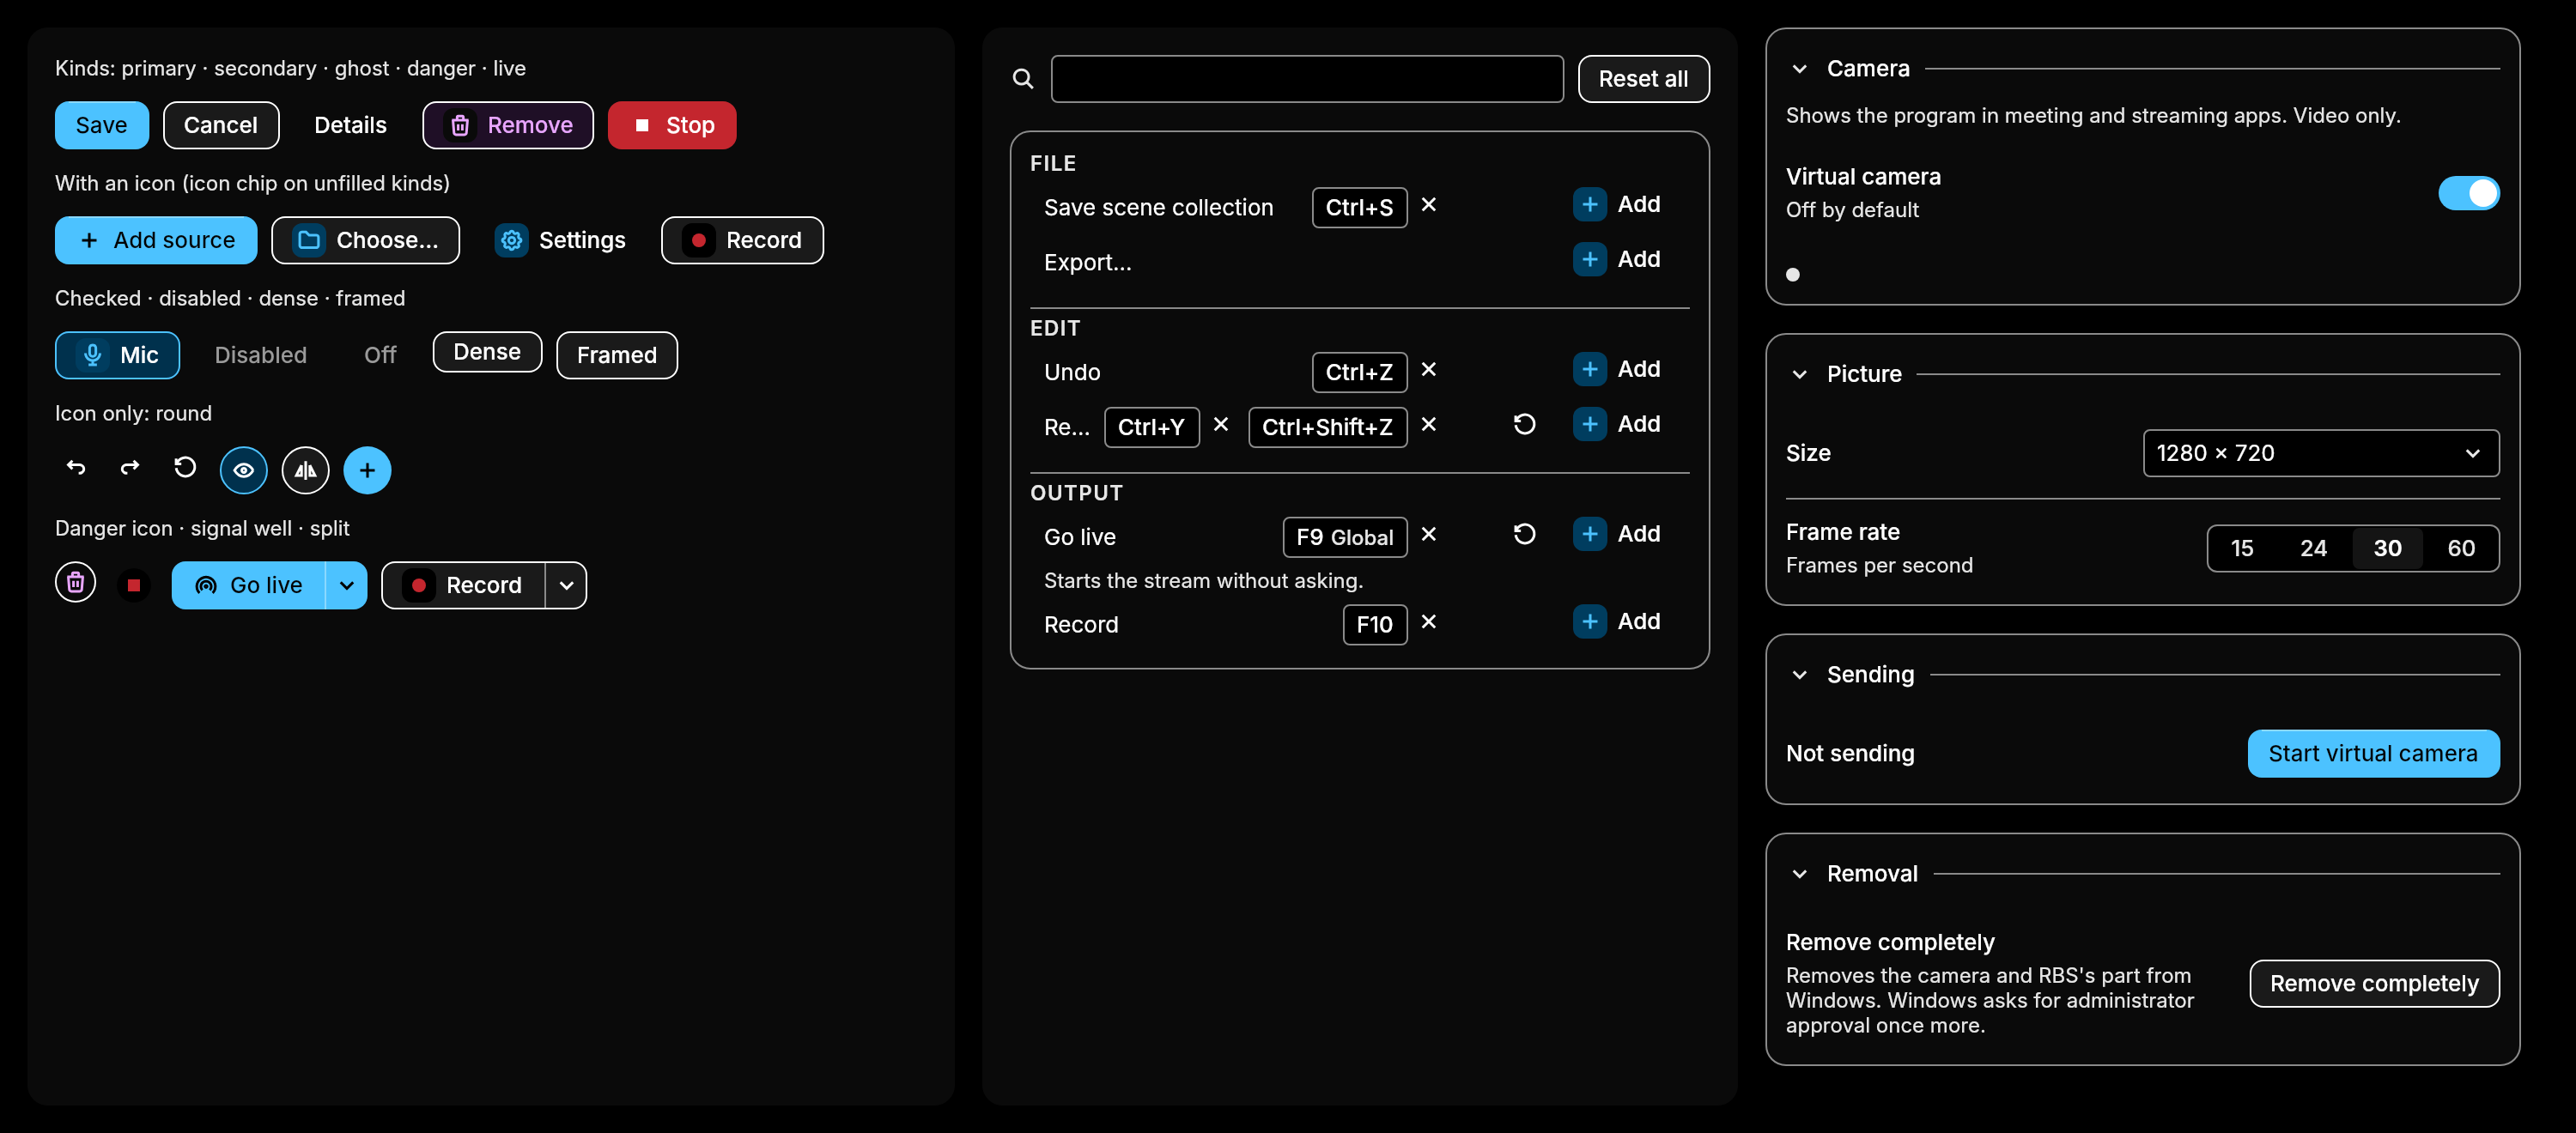 Kinds: primary · secondary · ghost · danger · live
Save Cancel Details Remove Stop
With an icon (icon chip on unfilled kinds)
Add source Choose... Settings Record
Checked · disabled · dense · framed
Mic Disabled Off Dense Framed
Icon only: round
Danger icon · signal well · split
Go live Record
Reset all
FILE
Save scene collection Ctrl+S Add
Export... Add
EDIT
Undo Ctrl+Z Add
Re... Ctrl+Y Ctrl+Shift+Z Add
OUTPUT
Go live F9 Global Add
Starts the stream without asking.
Record F10 Add
Camera
Shows the program in meeting and streaming apps. Video only.
Virtual camera
Off by default
Picture
Size 1280 × 720
Frame rate
Frames per second
15 24 30 60
Sending
Not sending Start virtual camera
Removal
Remove completely
Removes the camera and RBS's part from
Windows. Windows asks for administrator
approval once more.
Remove completely